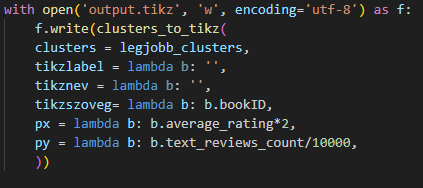 with open('output.tikz', 'w', encoding='utf-8') as f:
    f.write(clusters_to_tikz(
    clusters = legjobb_clusters,
    tikzlabel = lambda b: '',
    tikznev = lambda b: '',
    tikzszoveg= lambda b: b.bookID,
    px = lambda b: b.average_rating*2,
    py = lambda b: b.text_reviews_count/10000,
    ))